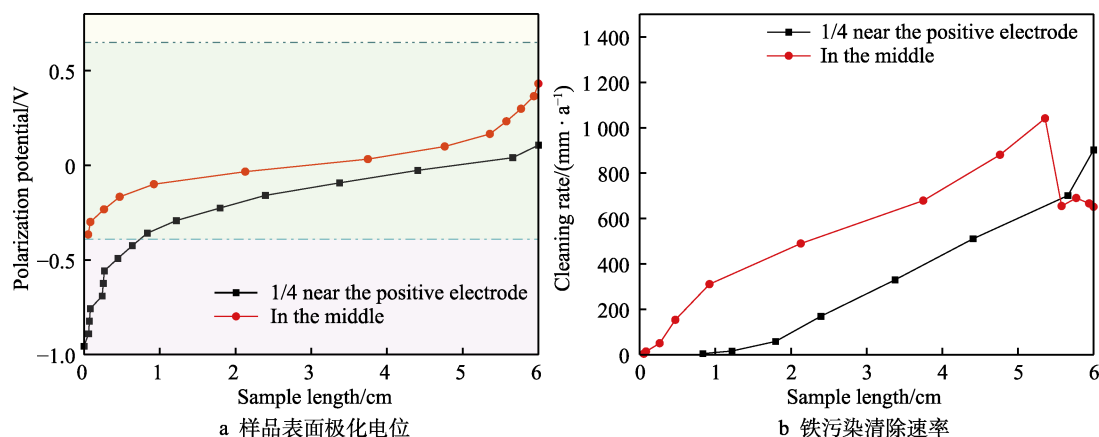 Polarization potential/V
0.5
0
−0.5
−1.0
1/4 near the positive electrode
In the middle
0 1 2 3 4 5 6
Sample length/cm
a 样品表面极化电位
Cleaning rate/(mm · a⁻¹)
1 400
1 200
1 000
800
600
400
200
0
1/4 near the positive electrode
In the middle
0 1 2 3 4 5 6
Sample length/cm
b 铁污染清除速率